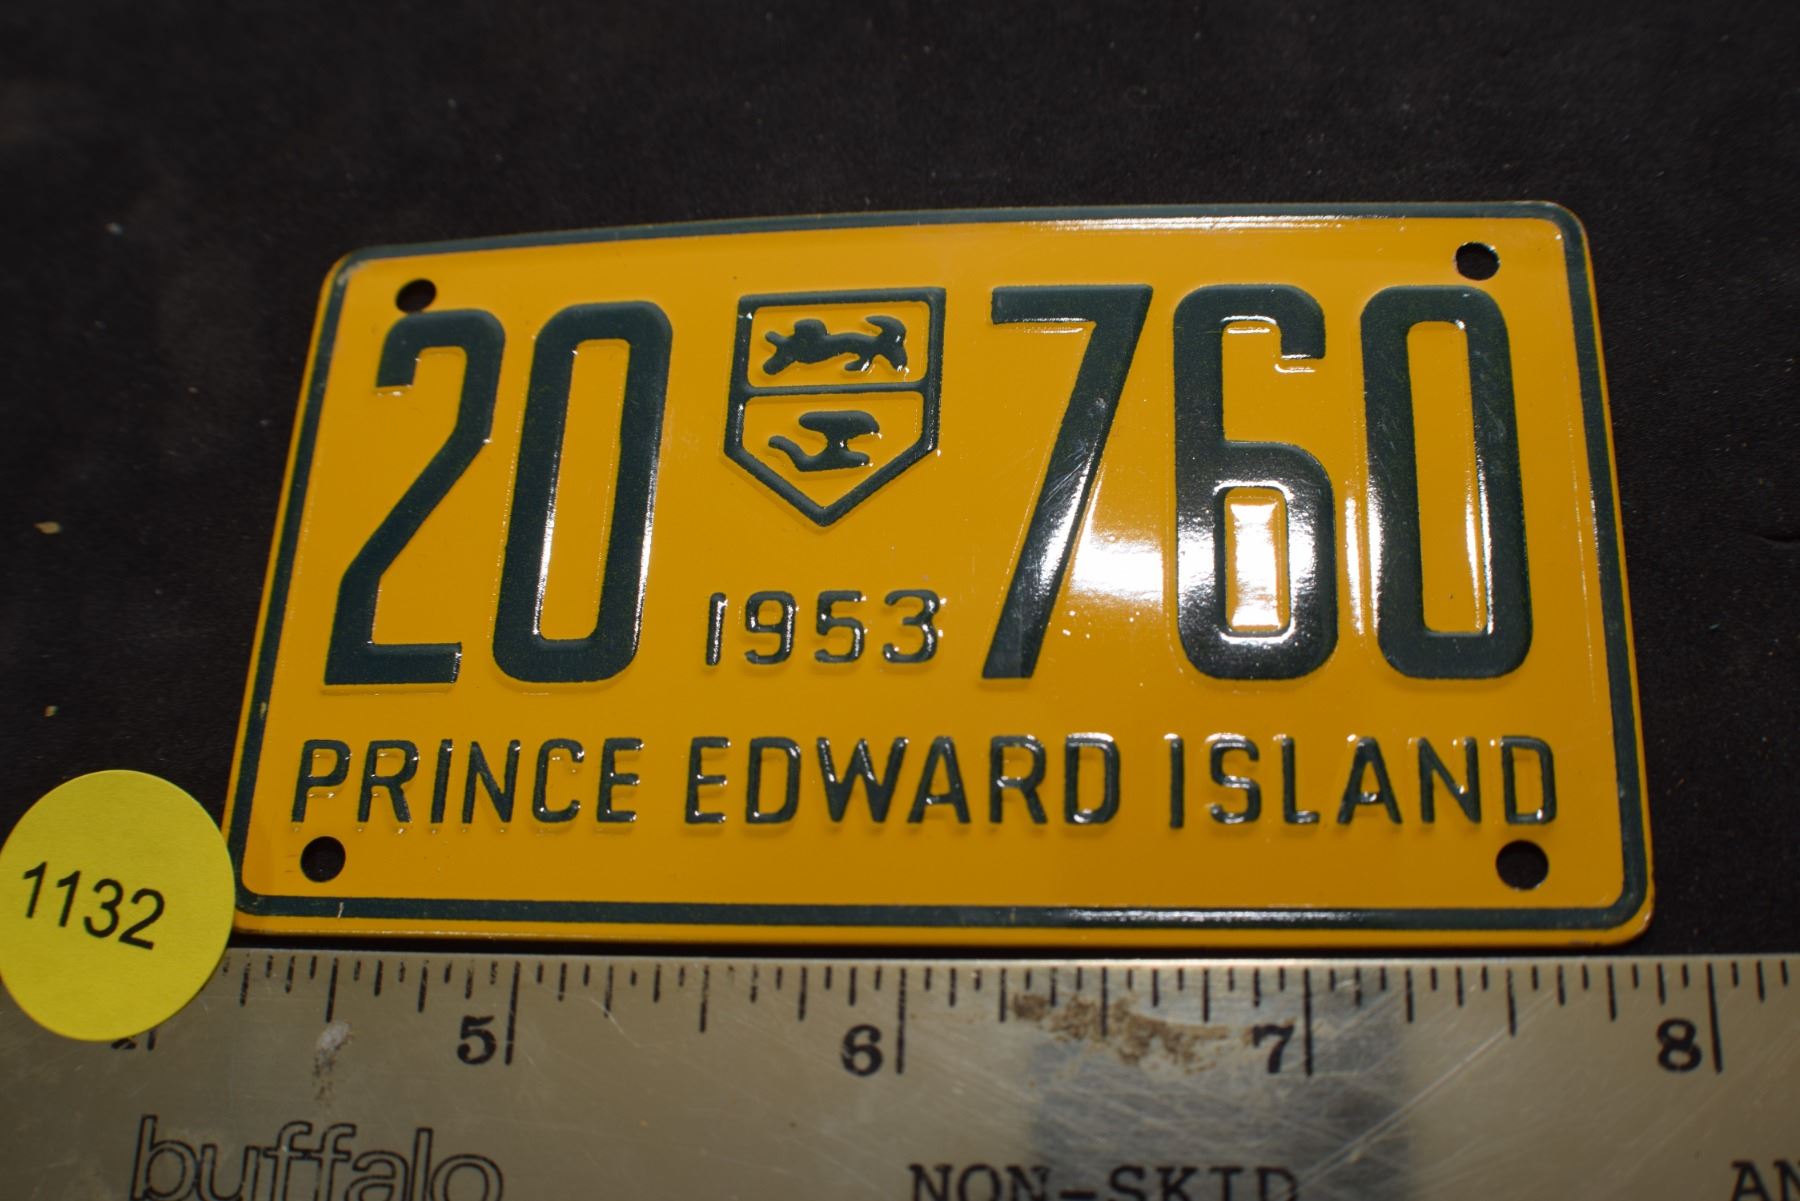 20 760
1953
PRINCE EDWARD ISLAND
1132
5 6 7 8
buffalo NON-SKID